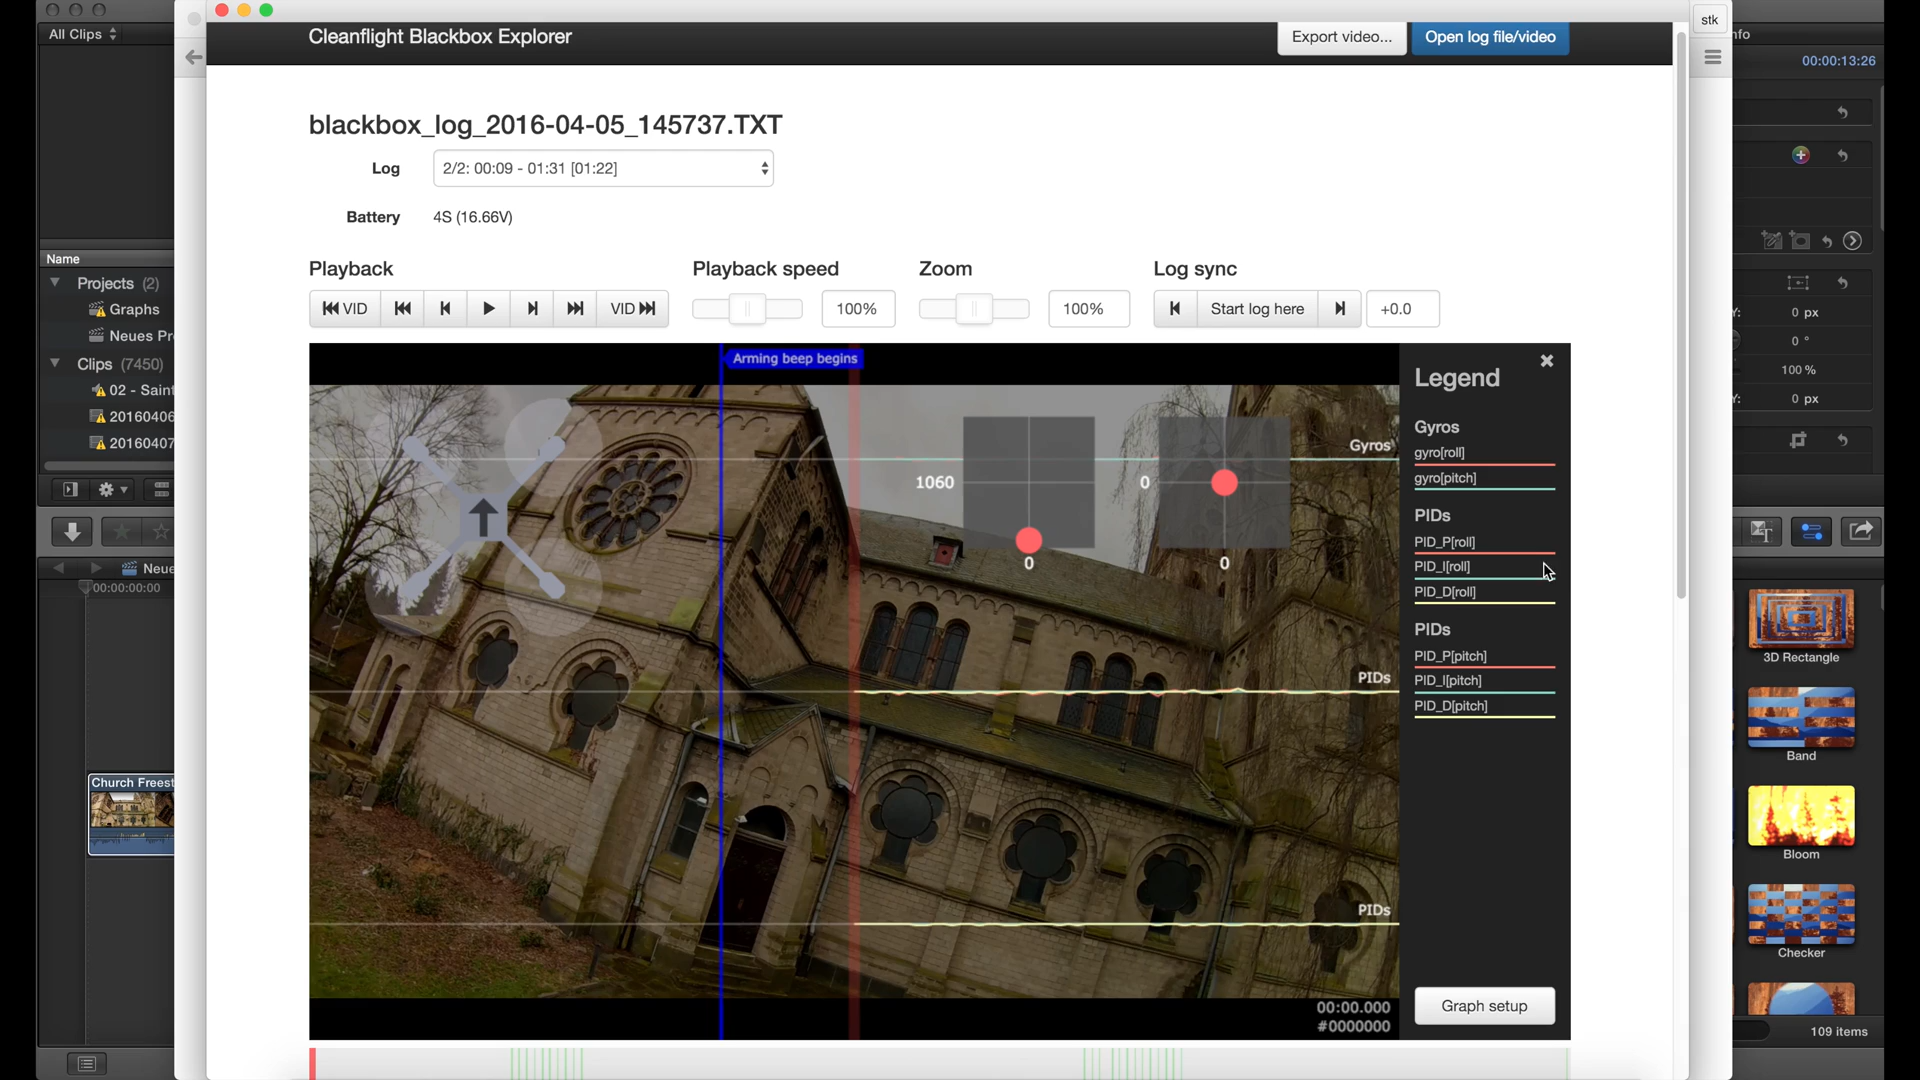 All Clips
stk
nfo
Cleanflight Blackbox Explorer
Export video...
Open log file/video
00:00:13:26
blackbox_log_2016-04-05_145737.TXT
Log
2/2: 00:09 - 01:31 [01:22]
Battery
4S (16.66V)
Name
Projects (2)
Graphs
Neues Pr
Clips (7450)
02 - Saint
20160406
20160407
Playback
Playback speed
Zoom
Log sync
VID
VID
100%
100%
Start log here
+0.0
Y:
0 px
0 °
100 %
Y:
0 px
Arming beep begins
Gyros
1060
0
0
0
PIDs
PIDs
00:00.000
#0000000
Legend
Gyros
gyro[roll]
gyro[pitch]
PIDs
PID_P[roll]
PID_I[roll]
PID_D[roll]
PIDs
PID_P[pitch]
PID_I[pitch]
PID_D[pitch]
Graph setup
Neue
00:00:00:00
Church Freest
3D Rectangle
Band
Bloom
Checker
109 items